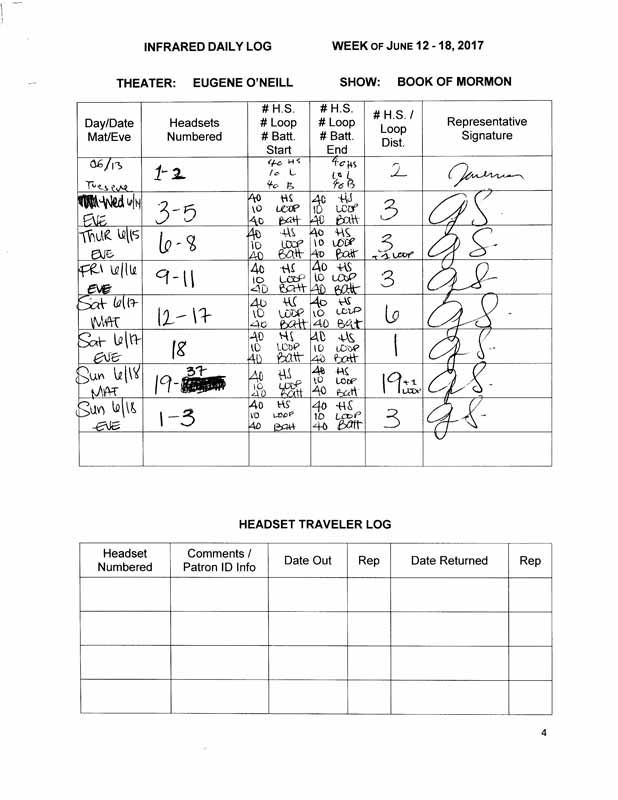 INFRARED DAILY LOG WEEK OF JUNE 12 - 18, 2017
THEATER: EUGENE O'NEILL SHOW: BOOK OF MORMON
Day/Date Mat/Eve | Headsets Numbered | # H.S. # Loop # Batt. Start | # H.S. # Loop # Batt. End | # H.S. / Loop Dist. | Representative Signature
06/13 Tues eve | 1-2 | 40 HS 10 L 40 B | 40 HS 10 L 40 B | 2
Wed 6/14 EVE | 3-5 | 40 HS 10 LOOP 40 Batt | 40 HS 10 LOOP 40 Batt | 3 | GS
THUR 6/15 EVE | 6-8 | 40 HS 10 LOOP 40 Batt | 40 HS 10 LOOP 40 Batt | 3 +1 LOOP | GS
FRI 6/16 EVE | 9-11 | 40 HS 10 LOOP 40 Batt | 40 HS 10 LOOP 40 Batt | 3 | GS
Sat 6/17 MAT | 12-17 | 40 HS 10 LOOP 40 Batt | 40 HS 10 LOOP 40 Batt | 6 | GS
Sat 6/17 EVE | 18 | 40 HS 10 LOOP 40 Batt | 40 HS 10 LOOP 40 Batt | 1 | GS
Sun 6/18 MAT | 19-37 | 40 HS 10 LOOP 40 Batt | 40 HS 10 LOOP 40 Batt | 19 +1 LOOP | GS
Sun 6/18 EVE | 1-3 | 40 HS 10 LOOP 40 Batt | 40 HS 10 LOOP 40 Batt | 3 | GS
HEADSET TRAVELER LOG
Headset Numbered | Comments / Patron ID Info | Date Out | Rep | Date Returned | Rep
4